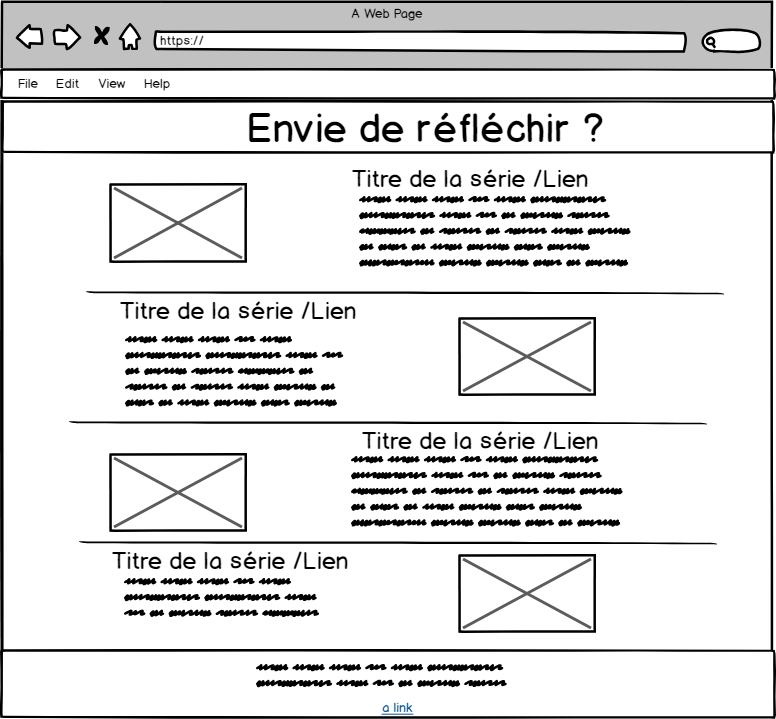 A Web Page
https://
File Edit View Help
Envie de réfléchir ?
Titre de la série /Lien
Titre de la série /Lien
Titre de la série /Lien
Titre de la série /Lien
a link